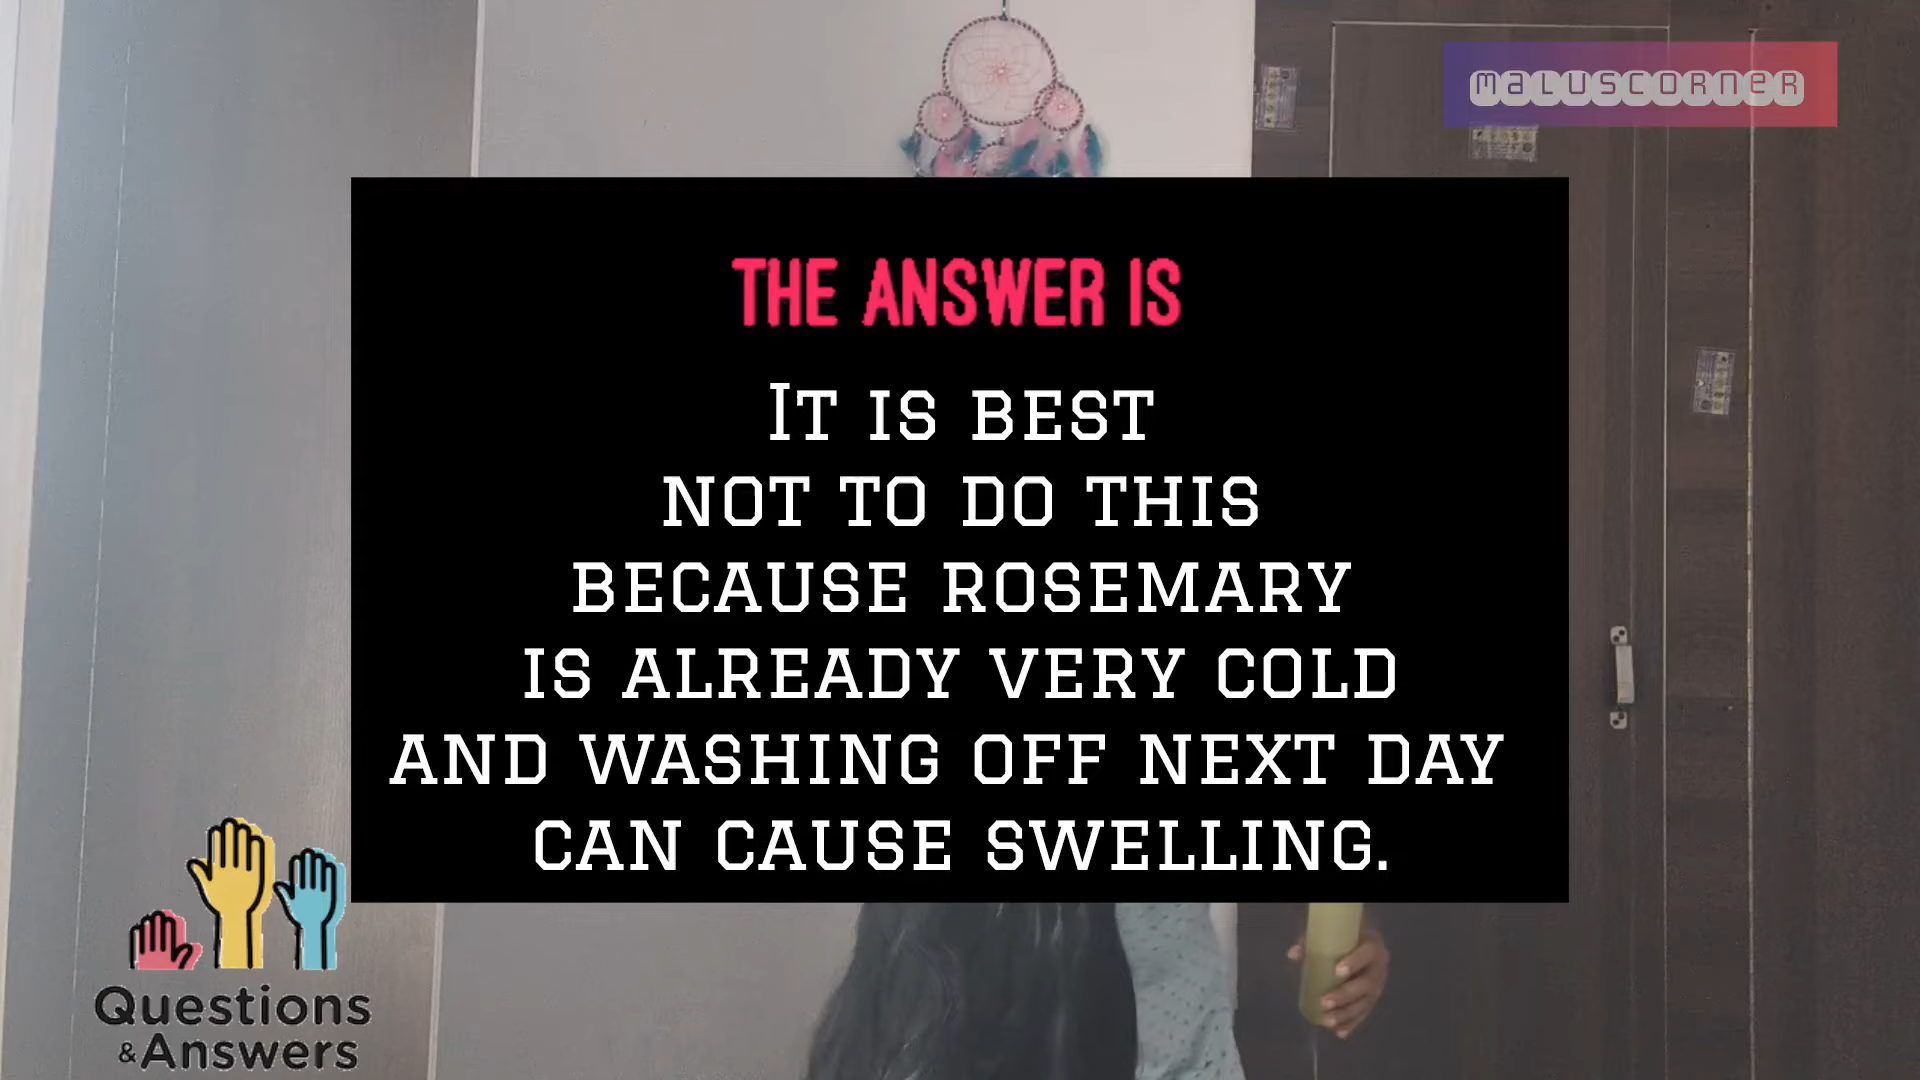 MALUSCORNER
THE ANSWER IS
IT IS BEST
NOT TO DO THIS
BECAUSE ROSEMARY
IS ALREADY VERY COLD
AND WASHING OFF NEXT DAY
CAN CAUSE SWELLING.
Questions
&Answers